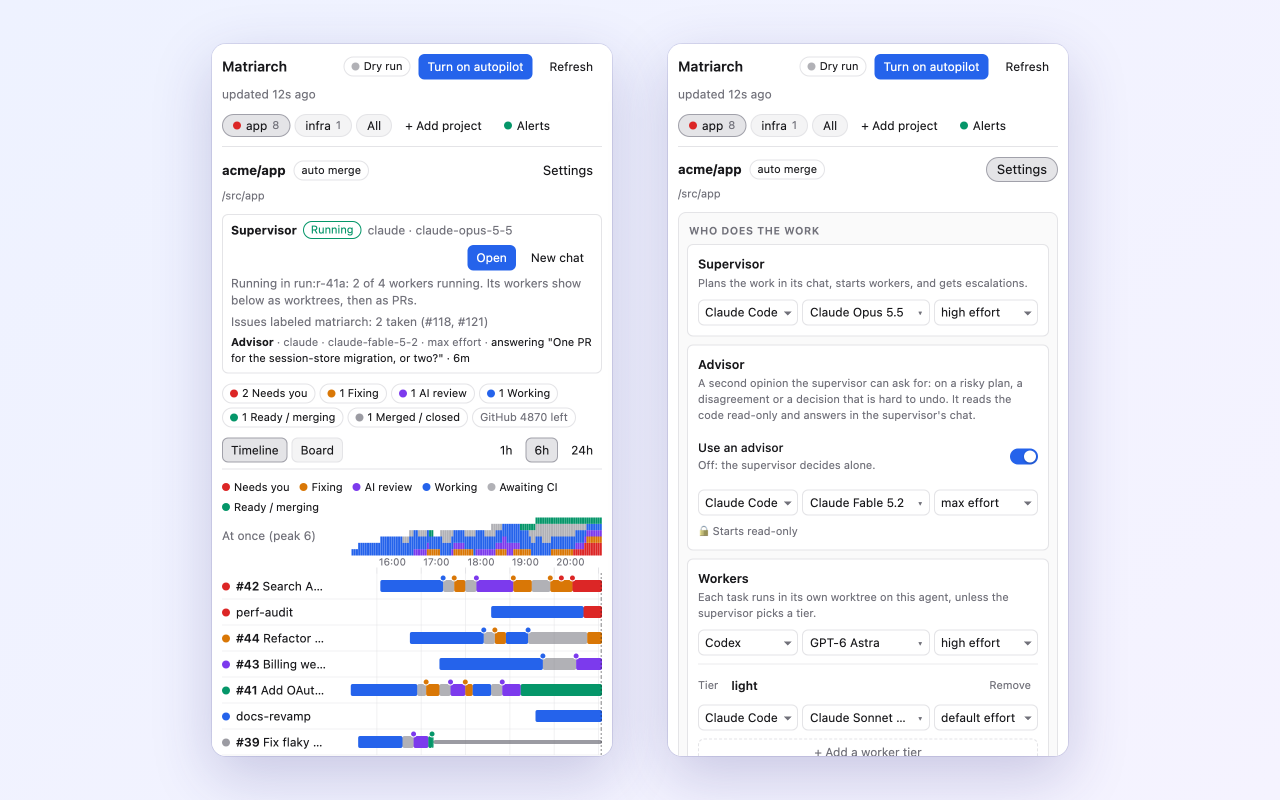 Matriarch
Dry run
Turn on autopilot
Refresh
updated 12s ago
app 8
infra 1
All
+ Add project
Alerts
acme/app
auto merge
Settings
/src/app
Supervisor
Running
claude · claude-opus-5-5
Open
New chat
Running in run:r-41a: 2 of 4 workers running. Its workers show
below as worktrees, then as PRs.
Issues labeled matriarch: 2 taken (#118, #121)
Advisor · claude · claude-fable-5-2 · max effort · answering "One PR
for the session-store migration, or two?" · 6m
2 Needs you
1 Fixing
1 AI review
1 Working
1 Ready / merging
1 Merged / closed
GitHub 4870 left
Timeline
Board
1h
6h
24h
Needs you
Fixing
AI review
Working
Awaiting CI
Ready / merging
At once (peak 6)
16:00
17:00
18:00
19:00
20:00
#42 Search A...
perf-audit
#44 Refactor ...
#43 Billing we...
#41 Add OAut...
docs-revamp
#39 Fix flaky ...
Matriarch
Dry run
Turn on autopilot
Refresh
updated 12s ago
app 8
infra 1
All
+ Add project
Alerts
acme/app
auto merge
Settings
/src/app
WHO DOES THE WORK
Supervisor
Plans the work in its chat, starts workers, and gets escalations.
Claude Code
Claude Opus 5.5
high effort
Advisor
A second opinion the supervisor can ask for: on a risky plan, a
disagreement or a decision that is hard to undo. It reads the
code read-only and answers in the supervisor's chat.
Use an advisor
Off: the supervisor decides alone.
Claude Code
Claude Fable 5.2
max effort
Starts read-only
Workers
Each task runs in its own worktree on this agent, unless the
supervisor picks a tier.
Codex
GPT-6 Astra
high effort
Tier light
Remove
Claude Code
Claude Sonnet ...
default effort
+ Add a worker tier